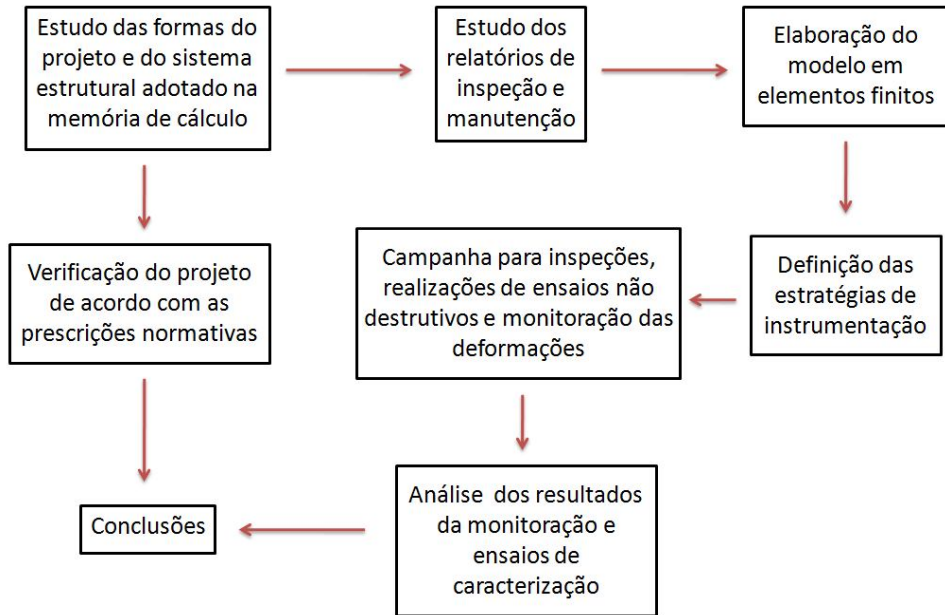 Estudo das formas do
projeto e do sistema
estrutural adotado na
memória de cálculo
Estudo dos
relatórios de
inspeção e
manutenção
Elaboração do
modelo em
elementos finitos
Verificação do projeto
de acordo com as
prescrições normativas
Campanha para inspeções,
realizações de ensaios não
destrutivos e monitoração das
deformações
Definição das
estratégias de
instrumentação
Conclusões
Análise dos resultados
da monitoração e
ensaios de
caracterização